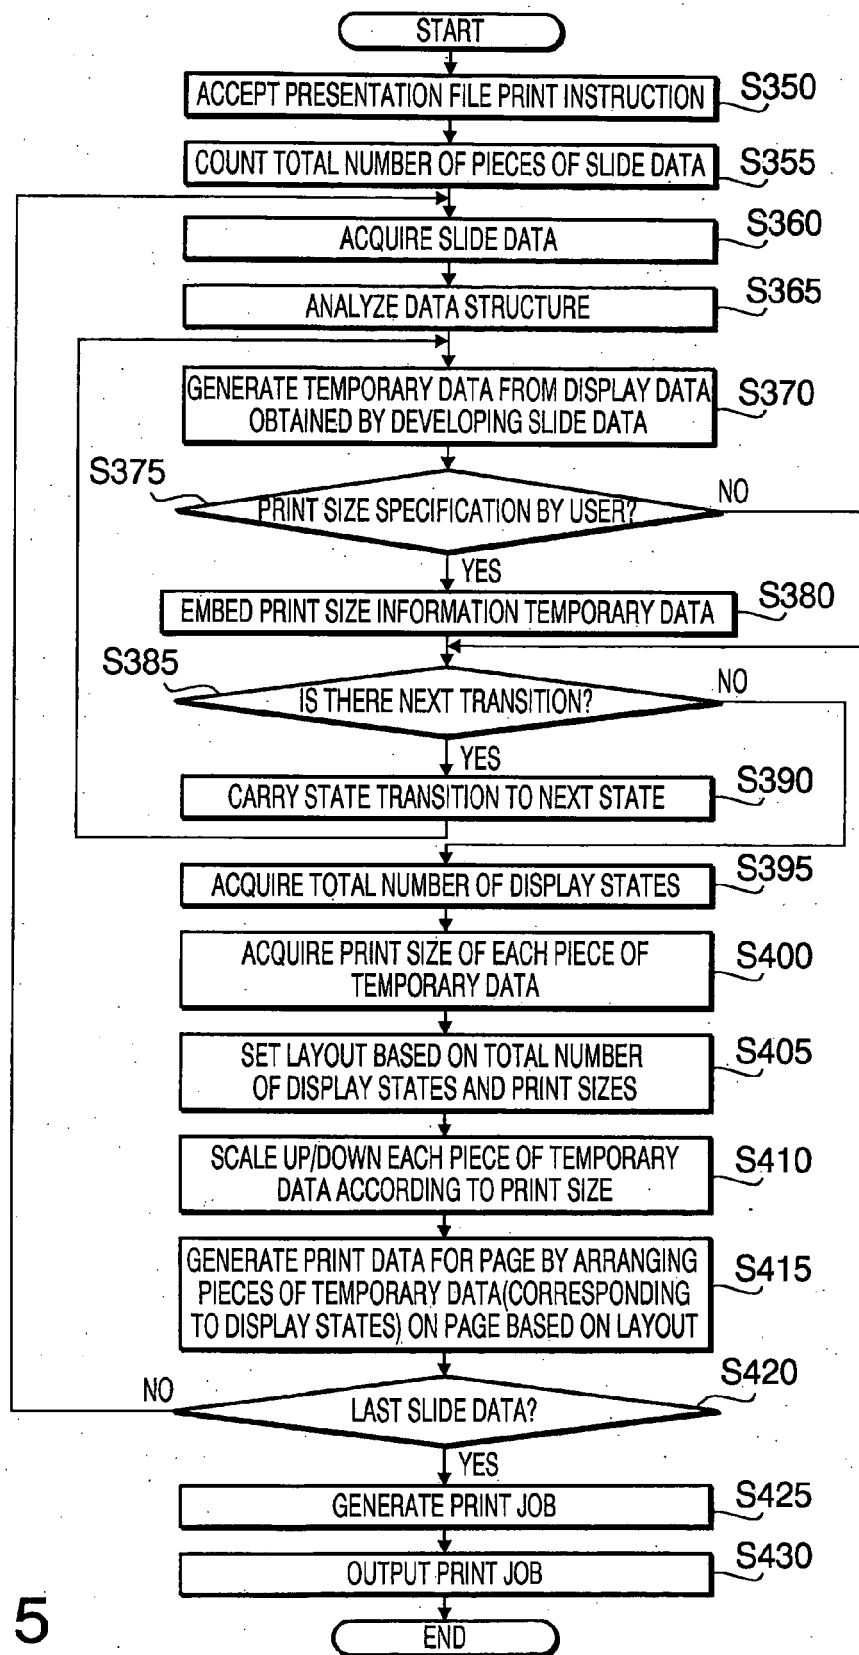 START
ACCEPT PRESENTATION FILE PRINT INSTRUCTION
S350
COUNT TOTAL NUMBER OF PIECES OF SLIDE DATA
S355
ACQUIRE SLIDE DATA
S360
ANALYZE DATA STRUCTURE
S365
GENERATE TEMPORARY DATA FROM DISPLAY DATA
OBTAINED BY DEVELOPING SLIDE DATA
S370
S375
PRINT SIZE SPECIFICATION BY USER?
NO
YES
EMBED PRINT SIZE INFORMATION TEMPORARY DATA
S380
S385
IS THERE NEXT TRANSITION?
NO
YES
CARRY STATE TRANSITION TO NEXT STATE
S390
ACQUIRE TOTAL NUMBER OF DISPLAY STATES
S395
ACQUIRE PRINT SIZE OF EACH PIECE OF
TEMPORARY DATA
S400
SET LAYOUT BASED ON TOTAL NUMBER
OF DISPLAY STATES AND PRINT SIZES
S405
SCALE UP/DOWN EACH PIECE OF TEMPORARY
DATA ACCORDING TO PRINT SIZE
S410
GENERATE PRINT DATA FOR PAGE BY ARRANGING
PIECES OF TEMPORARY DATA(CORRESPONDING
TO DISPLAY STATES) ON PAGE BASED ON LAYOUT
S415
NO
LAST SLIDE DATA?
S420
YES
GENERATE PRINT JOB
S425
OUTPUT PRINT JOB
S430
END
5